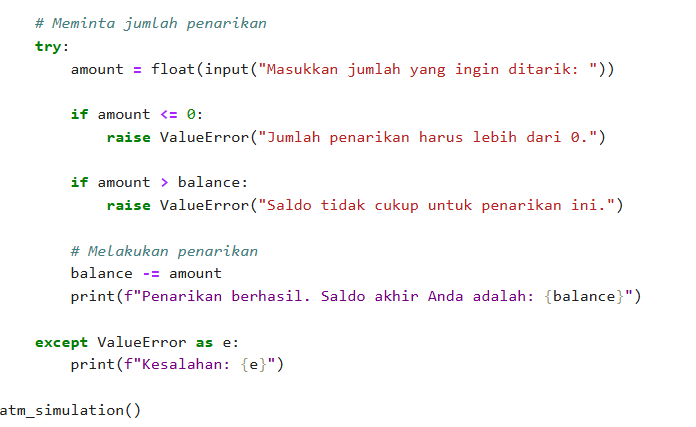 # Meminta jumlah penarikan
try:
amount = float(input("Masukkan jumlah yang ingin ditarik: "))
if amount <= 0:
raise ValueError("Jumlah penarikan harus lebih dari 0.")
if amount > balance:
raise ValueError("Saldo tidak cukup untuk penarikan ini.")
# Melakukan penarikan
balance -= amount
print(f"Penarikan berhasil. Saldo akhir Anda adalah: {balance}")
except ValueError as e:
print(f"Kesalahan: {e}")
atm_simulation()